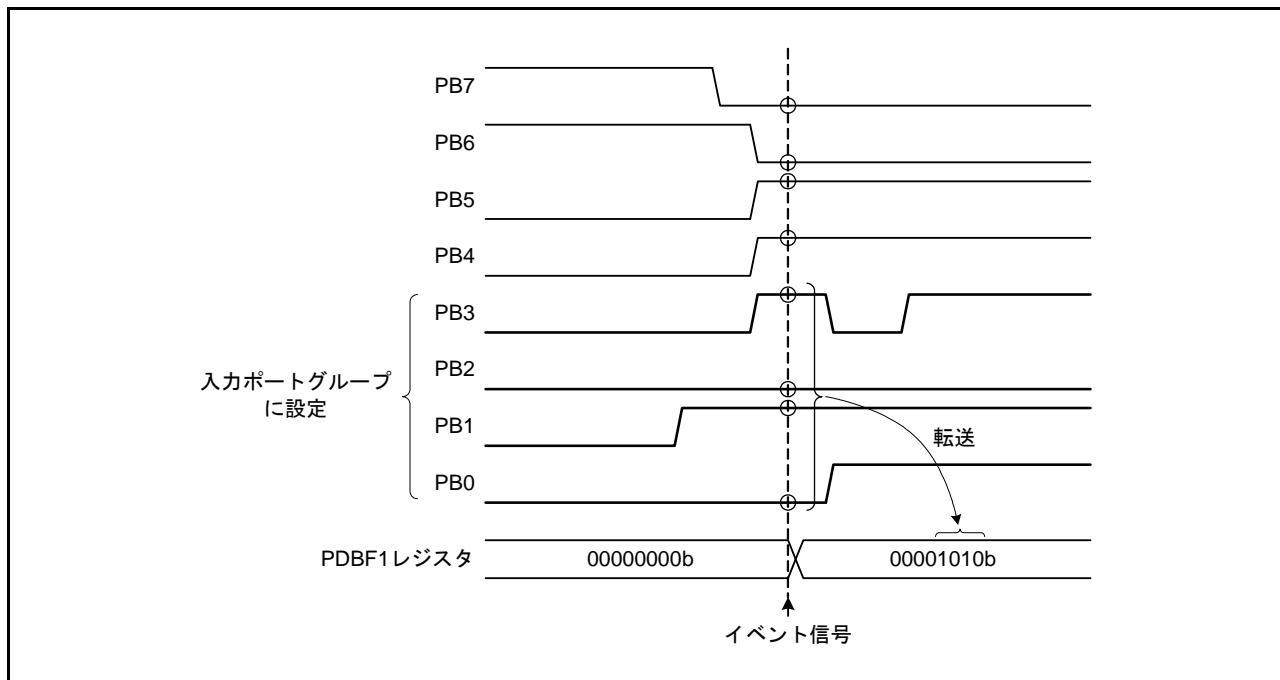 PB7
PB6
PB5
PB4
PB3
PB2
PB1
PB0
入力ポートグループ
に設定
転送
PDBF1レジスタ
00000000b
00001010b
イベント信号